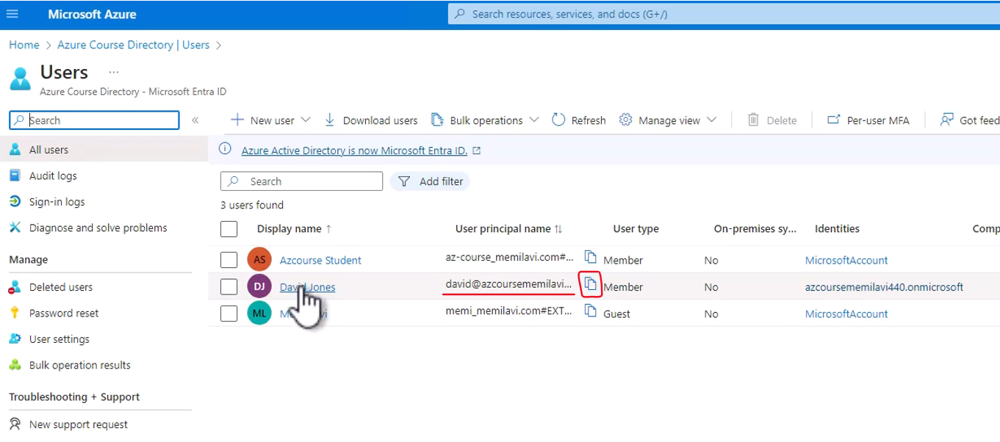 Microsoft Azure
Search resources, services, and docs (G+/)
Home > Azure Course Directory | Users >
Users ...
Azure Course Directory - Microsoft Entra ID
Search
«
New user
Download users
Bulk operations
Refresh
Manage view
Delete
Per-user MFA
Got feed
All users
Audit logs
Sign-in logs
Diagnose and solve problems
Manage
Deleted users
Password reset
User settings
Bulk operation results
Troubleshooting + Support
New support request
Azure Active Directory is now Microsoft Entra ID.
Search
Add filter
3 users found
Display name ↑ User principal name ↑↓ User type On-premises sy... Identities Comp
AS Azcourse Student az-course_memilavi.com#... Member No MicrosoftAccount
DJ David Jones david@azcoursememilavi... Member No azcoursememilavi440.onmicrosoft
ML memi_memilavi.com#EXT... Guest No MicrosoftAccount